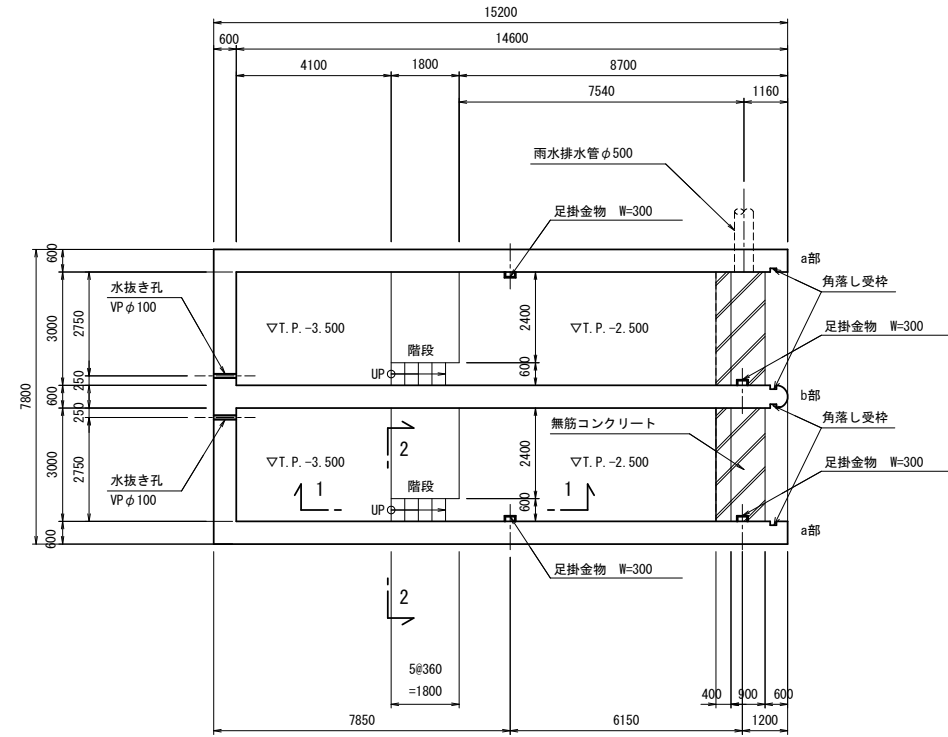 15200
600
14600
4100
1800
8700
7540
1160
雨水排水管φ500
足掛金物 W=300
600
a部
水抜き孔
VPφ100
角落し受枠
2750
3000
▽T.P.-3.500
2400
▽T.P.-2.500
足掛金物 W=300
階段
600
UP
250
7800
600
b部
250
角落し受枠
無筋コンクリート
2
3000
2750
▽T.P.-3.500
2400
▽T.P.-2.500
足掛金物 W=300
水抜き孔
VPφ100
1
階段
1
600
UP
600
a部
足掛金物 W=300
2
5@360
=1800
400
900
600
7850
6150
1200